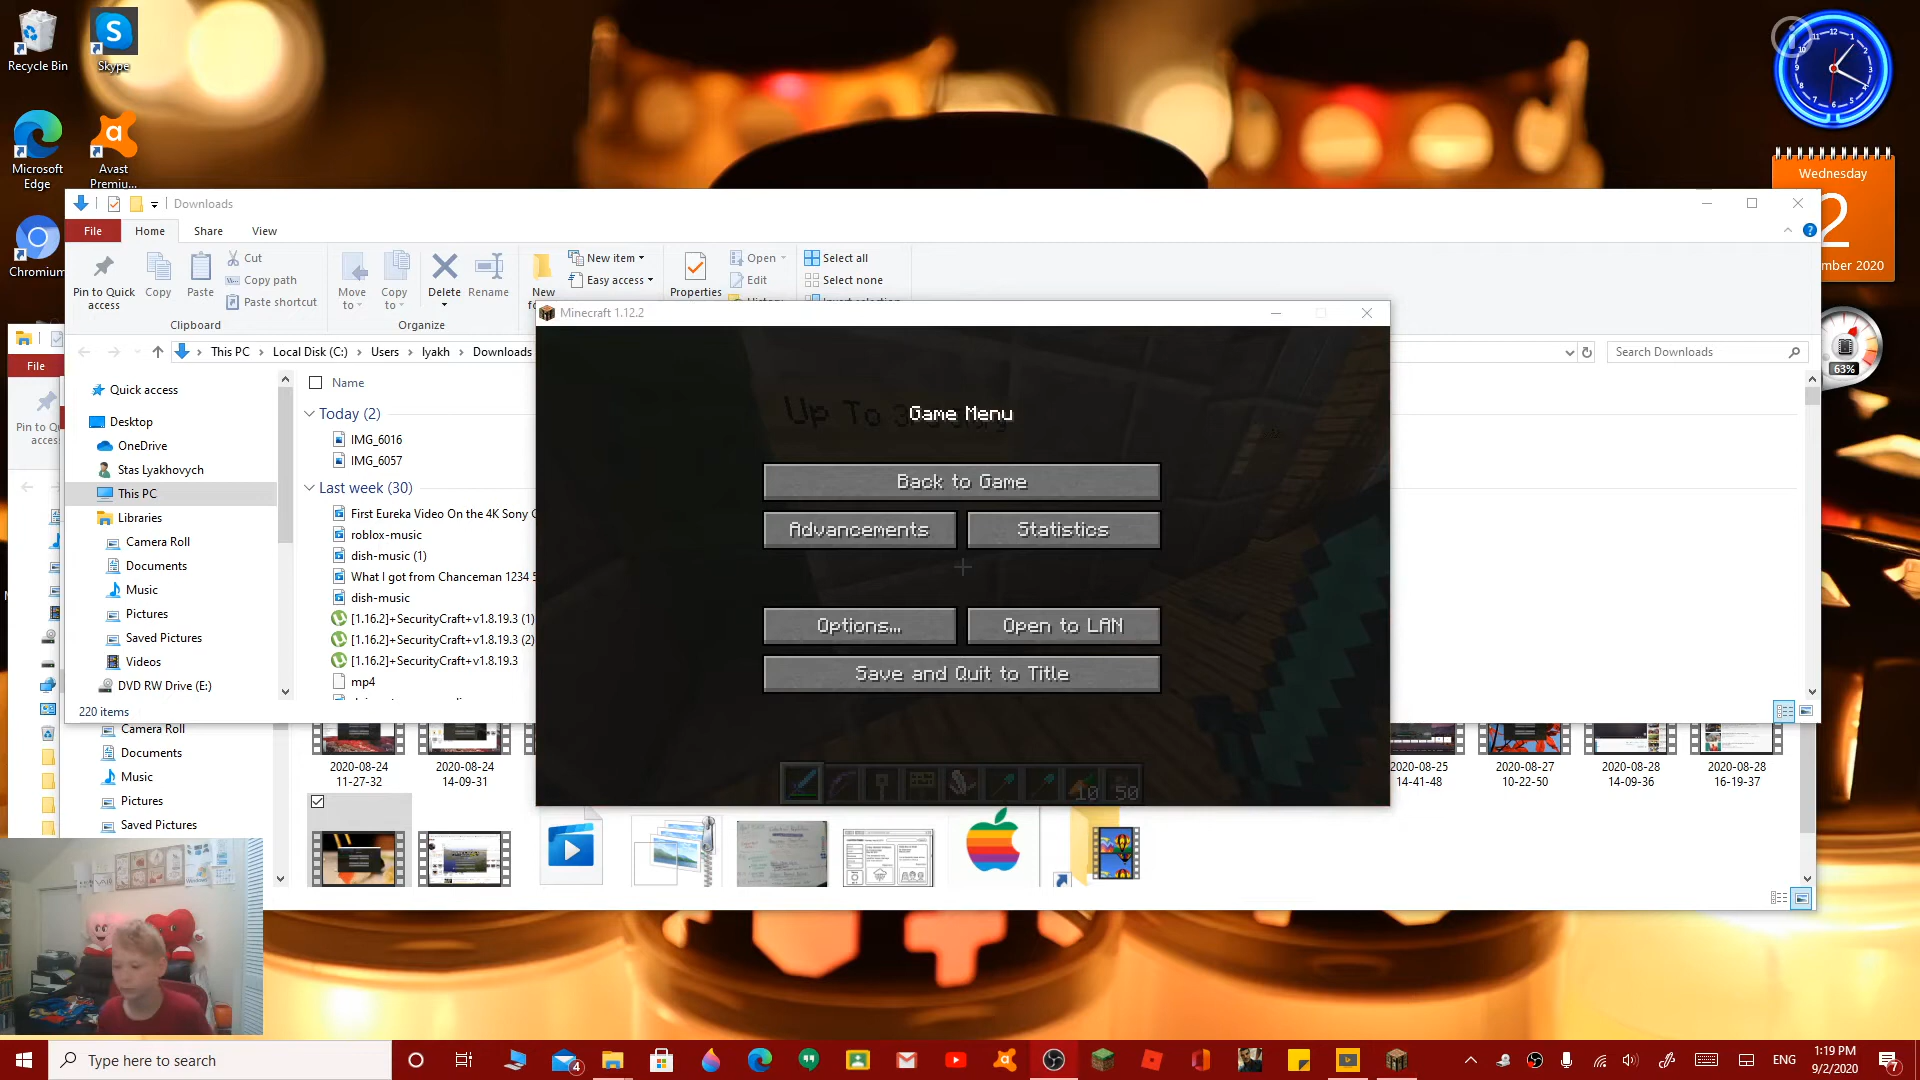 Recycle Bin
Skype
Microsoft Edge
Avast Premiu...
Chromium
Wednesday
2
mber 2020
63%
Downloads
File
Home
Share
View
Pin to Quick access
Copy
Paste
Cut
Copy path
Paste shortcut
Clipboard
Move to
Copy to
Delete
Rename
Organize
New item
Easy access
New
Properties
Open
Edit
Select all
Select none
This PC
Local Disk (C:)
Users
lyakh
Downloads
Search Downloads
Quick access
Desktop
OneDrive
Stas Lyakhovych
This PC
Libraries
Camera Roll
Documents
Music
Pictures
Saved Pictures
Videos
DVD RW Drive (E:)
220 items
Name
Today (2)
IMG_6016
IMG_6057
Last week (30)
First Eureka Video On the 4K Sony
roblox-music
dish-music (1)
What I got from Chanceman 1234
dish-music
[1.16.2]+SecurityCraft+v1.8.19.3 (1)
[1.16.2]+SecurityCraft+v1.8.19.3 (2)
[1.16.2]+SecurityCraft+v1.8.19.3
mp4
Minecraft 1.12.2
Up To 3
Game Menu
Back to Game
Advancements
Statistics
Options...
Open to LAN
Save and Quit to Title
10
50
File
Camera Roll
Documents
Music
Pictures
Saved Pictures
2020-08-24 11-27-32
2020-08-24 14-09-31
2020-08-25 14-41-48
2020-08-27 10-22-50
2020-08-28 14-09-36
2020-08-28 16-19-37
Type here to search
4
ENG
1:19 PM
9/2/2020
7